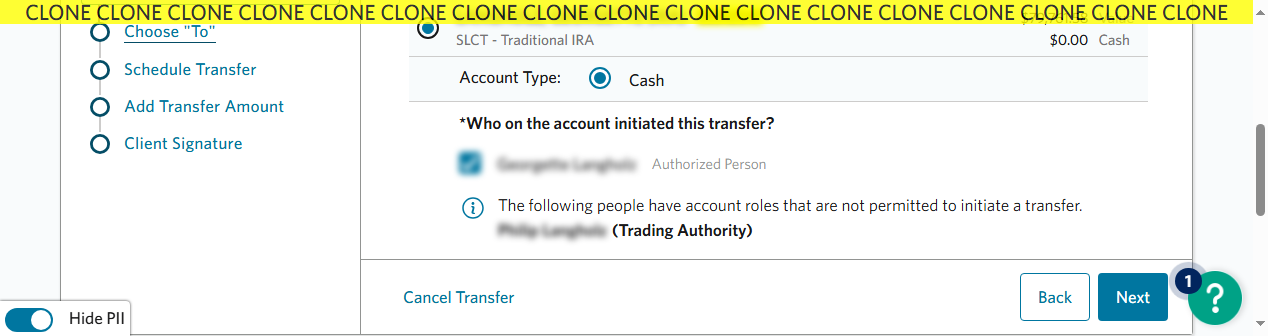 CLONE CLONE CLONE CLONE CLONE CLONE CLONE CLONE CLONE CLONE CLONE CLONE CLONE CLONE CLONE CLONE CLONE
Choose "To"
Schedule Transfer
Add Transfer Amount
Client Signature
SLCT - Traditional IRA
$0.00 Cash
Account Type:
Cash
*Who on the account initiated this transfer?
Authorized Person
The following people have account roles that are not permitted to initiate a transfer.
(Trading Authority)
Cancel Transfer
Back
Next
1
?
Hide PII